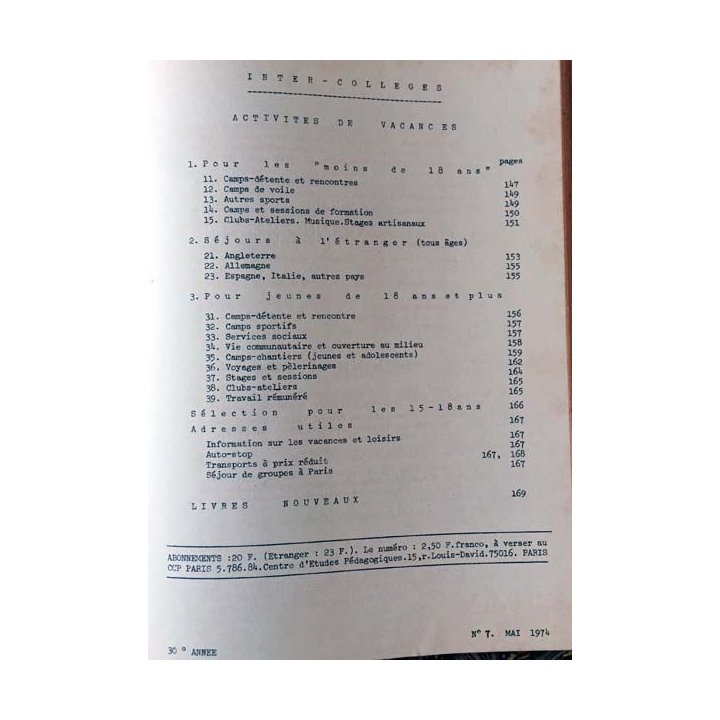 INTER-COLLEGES
ACTIVITES DE VACANCES
pages
1. Pour les "moins de 18 ans"
11. Camps-détente et rencontres 147
12. Camps de voile 149
13. Autres sports 149
14. Camps et sessions de formation 150
15. Clubs-Ateliers. Musique.Stages artisanaux 151
2. Séjours à l'étranger (tous âges)
21. Angleterre 153
22. Allemagne 155
23. Espagne, Italie, autres pays 155
3. Pour jeunes de 18 ans et plus
31. Camps-détente et rencontre 156
32. Camps sportifs 157
33. Services sociaux 157
34. Vie communautaire et ouverture au milieu 158
35. Camps-chantiers (jeunes et adolescents) 159
36. Voyages et pèlerinages 162
37. Stages et sessions 164
38. Clubs-ateliers 165
39. Travail rémunéré 165
Sélection pour les 15-18ans 166
Adresses utiles 167
Information sur les vacances et loisirs 167
Auto-stop 167
Transports à prix réduit 167, 168
Séjour de groupes à Paris 167
LIVRES NOUVEAUX 169
ABONNEMENTS :20 F. (Etranger : 23 F.). Le numéro : 2,50 F.franco, à verser au
CCP PARIS 5.786.84.Centre d'Etudes Pédagogiques.15,r.Louis-David.75016. PARIS
N° 7. MAI 1974
30 ° ANNEE